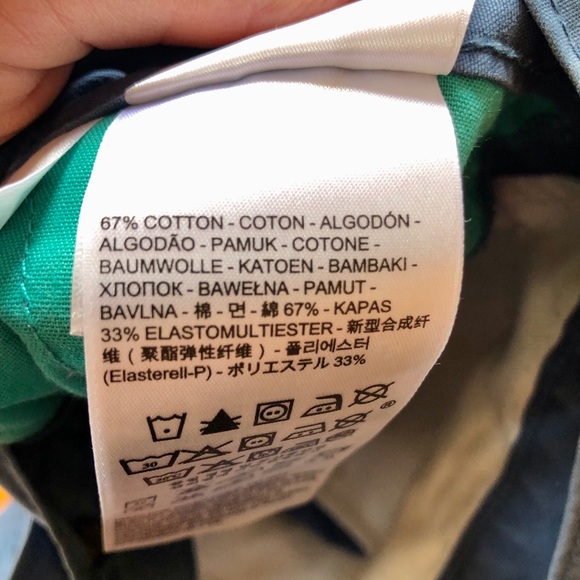 67% COTTON - COTON - ALGODÓN -
ALGODÃO - PAMUK - COTONE -
BAUMWOLLE - KATOEN - BAMBAKI -
ХЛОПОК - BAWEŁNA - PAMUT -
BAVLNA - 棉 - 면 - 綿 67% - KAPAS
33% ELASTOMULTIESTER - 新型合成纤
维（聚酯弹性纤维）- 폴리에스터
(Elasterell-P) - ポリエステル 33%
30